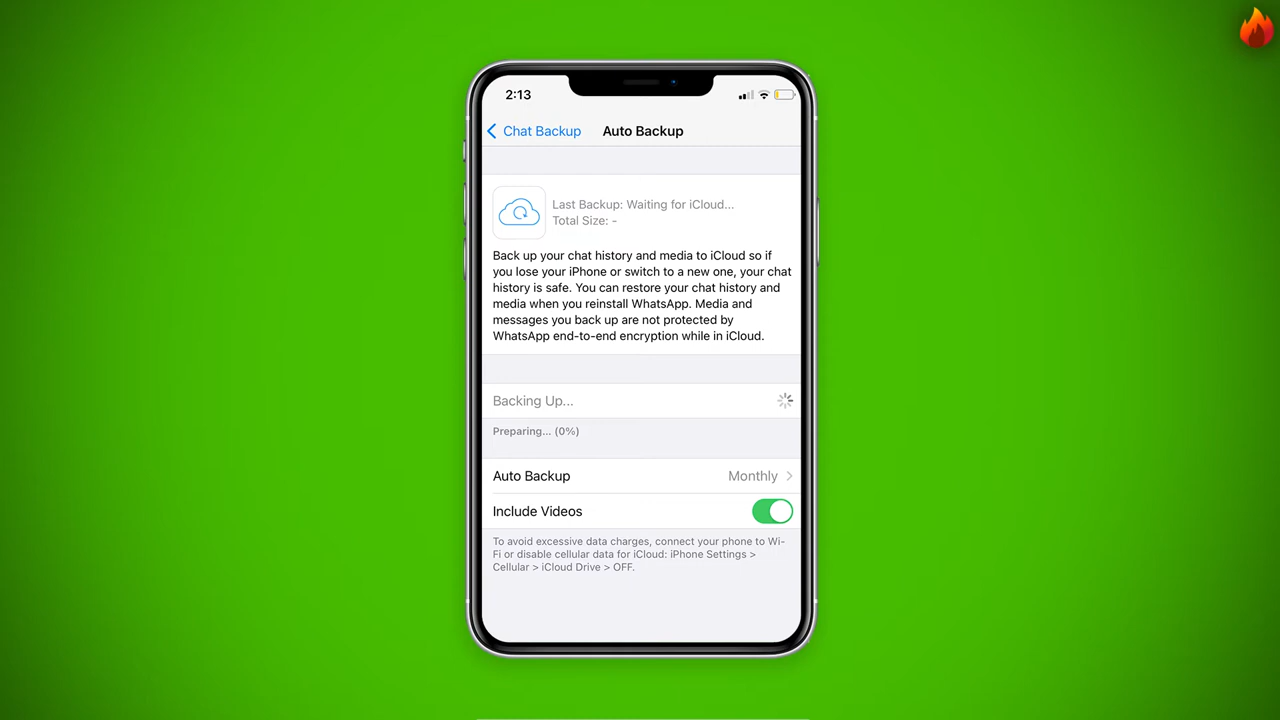 2:13
Chat Backup Auto Backup
Last Backup: Waiting for iCloud...
Total Size: -
Back up your chat history and media to iCloud so if
you lose your iPhone or switch to a new one, your chat
history is safe. You can restore your chat history and
media when you reinstall WhatsApp. Media and
messages you back up are not protected by
WhatsApp end-to-end encryption while in iCloud.
Backing Up...
Preparing... (0%)
Auto Backup Monthly
Include Videos
To avoid excessive data charges, connect your phone to Wi-
Fi or disable cellular data for iCloud: iPhone Settings >
Cellular > iCloud Drive > OFF.